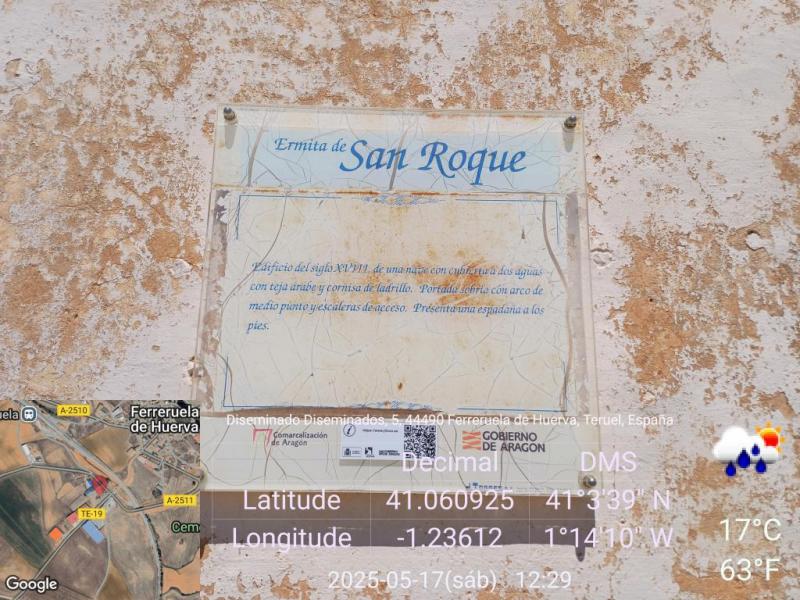 Ermita de San Roque
Edificio del siglo XVIII. de una nave con cubierta a dos aguas
con teja árabe y cornisa de ladrillo. Portada sobria con arco de
medio punto y escaleras de acceso. Presenta una espadaña a los
pies.
A-2510
Ferreruela
de Huerva
A-2511
TE-19
Cem
Google
Diseminado Diseminados, 5, 44490 Ferreruela de Huerva, Teruel, España
Comarcalización
de Aragón
GOBIERNO
DE ARAGON
Decimal DMS
Latitude 41.060925 41°3'39" N
Longitude -1.23612 1°14'10" W
2025-05-17(sáb) 12:29
17°C
63°F